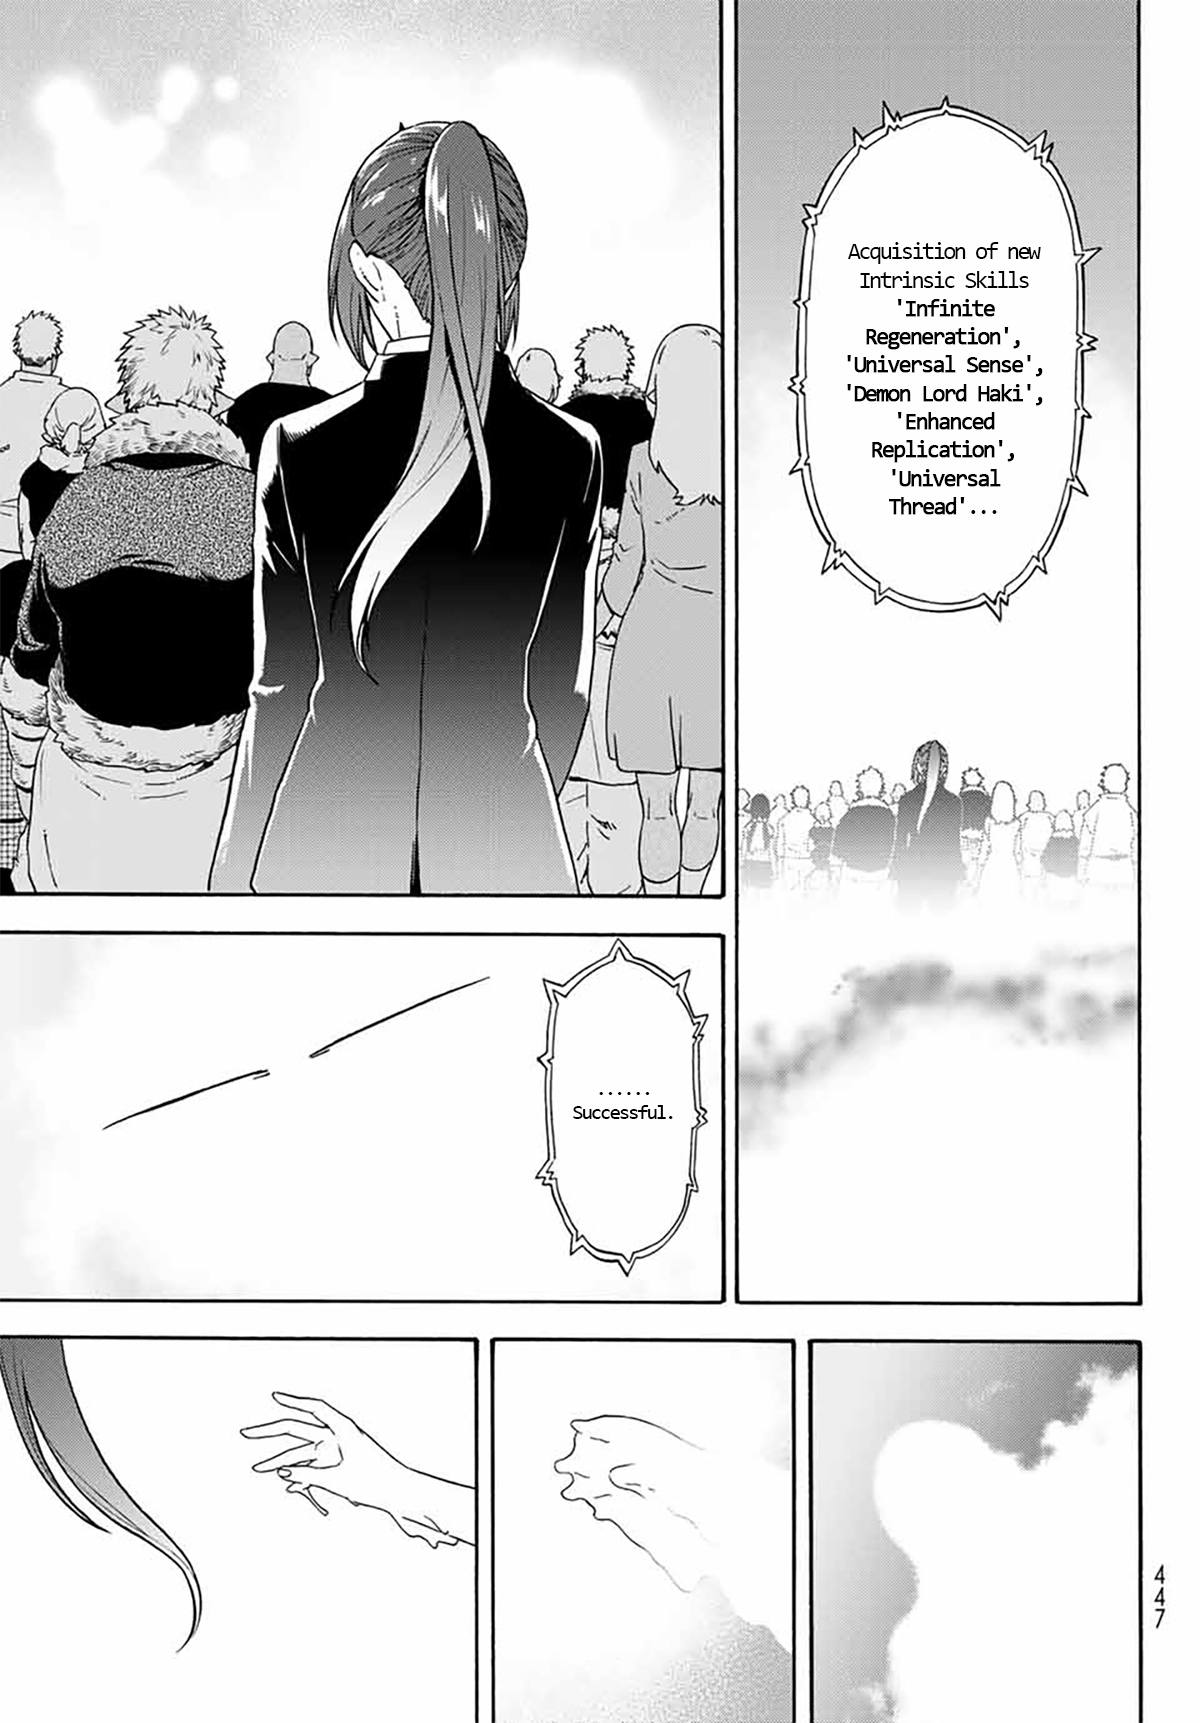 Acquisition of new
Intrinsic Skills
'Infinite
Regeneration',
'Universal Sense',
'Demon Lord Haki',
'Enhanced
Replication',
'Universal
Thread'...
......
Successful.
447